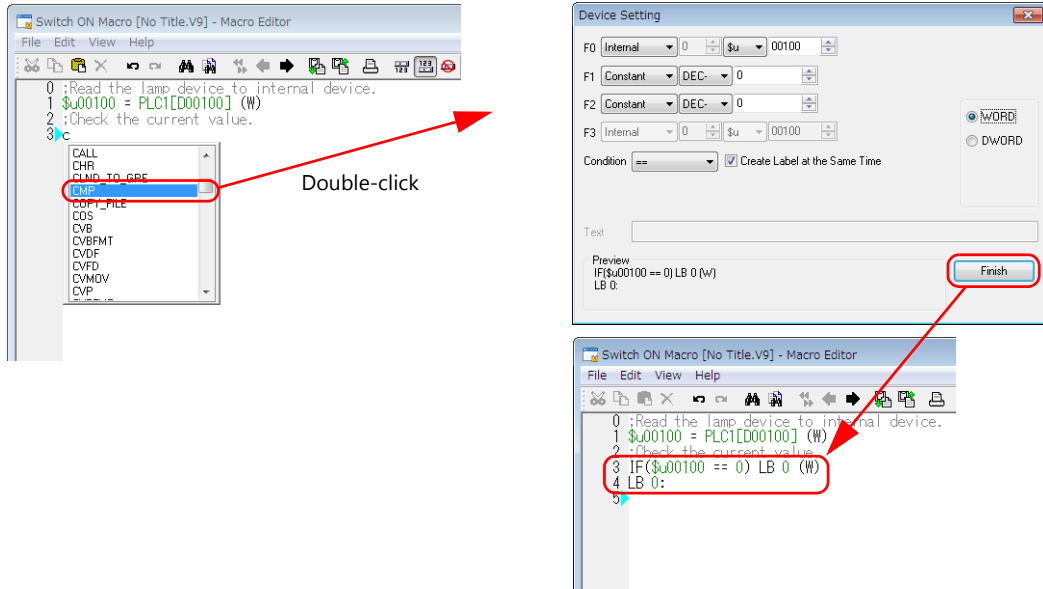 Switch ON Macro [No Title.V9] - Macro Editor
File Edit View Help
0 ;Read the lamp device to internal device.
1 $u00100 = PLC1[D00100] (W)
2 ;Check the current value.
3 c
CALL
CHR
CLND_TO_GRE
CMP
COPY_FILE
COS
CVB
CVBFMT
CVDF
CVFD
CVMOV
CVP
Double-click
Device Setting
F0 Internal 0 $u 00100
F1 Constant DEC- 0
F2 Constant DEC- 0
F3 Internal 0 $u 00100
Condition == Create Label at the Same Time
WORD
DWORD
Text
Preview
IF($u00100 == 0) LB 0 (W)
LB 0:
Finish
Switch ON Macro [No Title.V9] - Macro Editor
File Edit View Help
0 ;Read the lamp device to internal device.
1 $u00100 = PLC1[D00100] (W)
2 ;Check the current value.
3 IF($u00100 == 0) LB 0 (W)
4 LB 0:
5